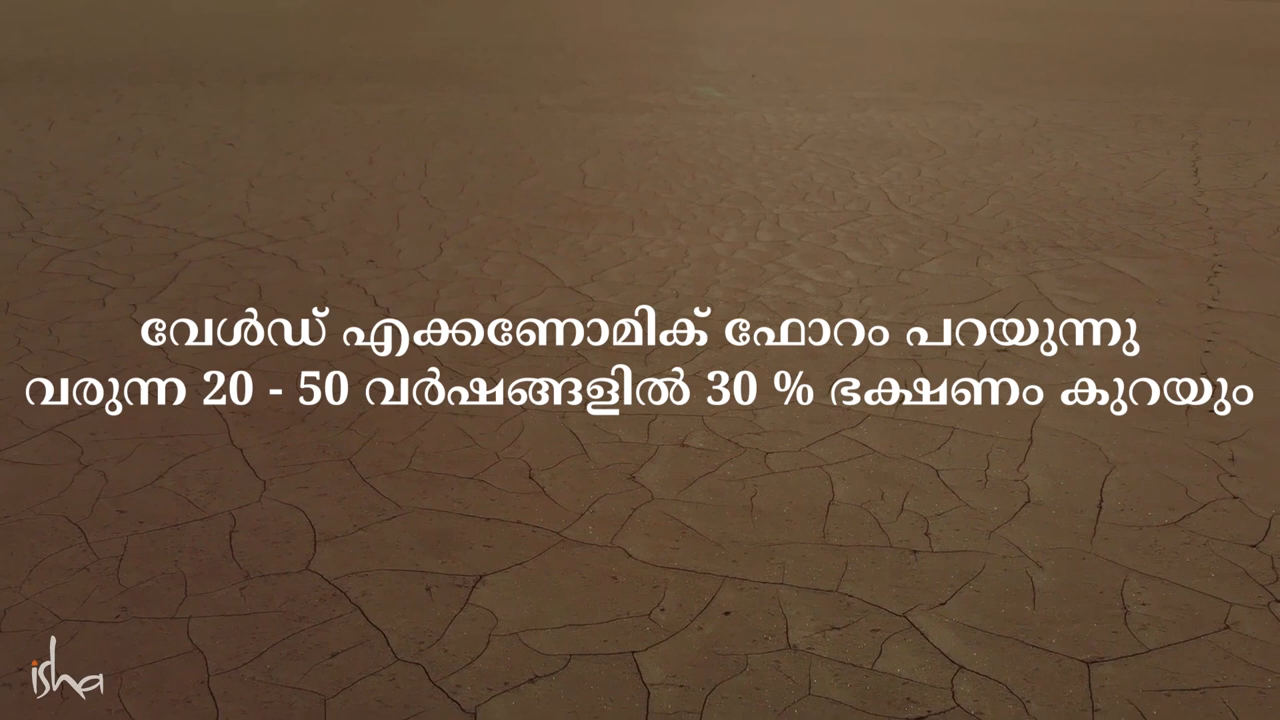 വേൾഡ് എക്കണോമിക് ഫോറം പറയുന്നു
വരുന്ന 20 - 50 വർഷങ്ങളിൽ 30 % ഭക്ഷണം കുറയും
isha